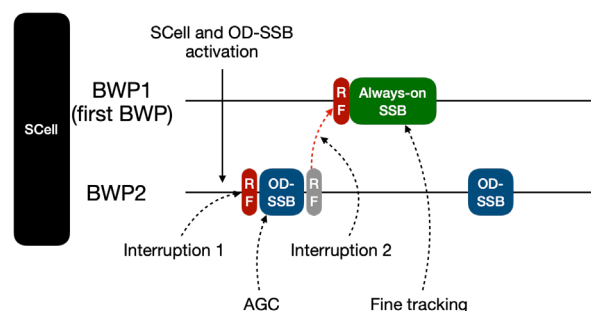 SCell and OD-SSB
activation
BWP1
(first BWP)
R
F
Always-on
SSB
SCell
BWP2
R
F
OD-
SSB
R
F
OD-
SSB
Interruption 1
Interruption 2
AGC
Fine tracking